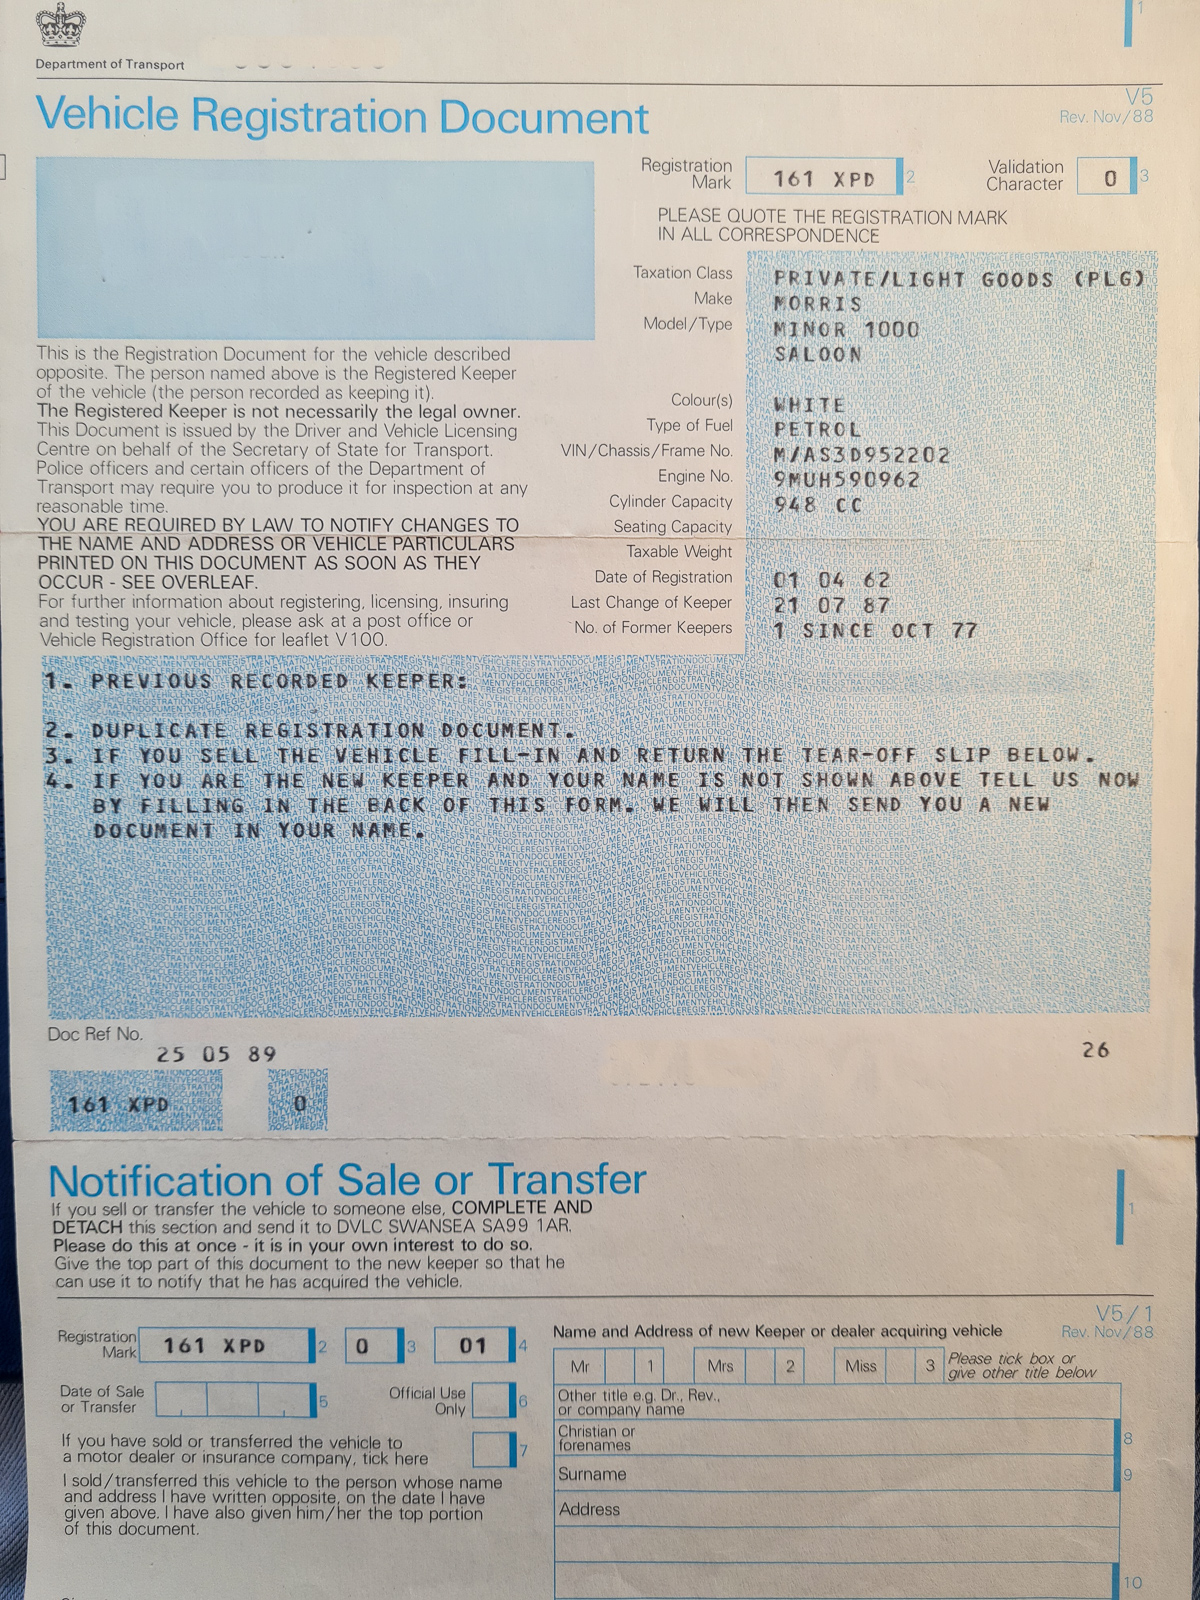 1
Department of Transport
Vehicle Registration Document
V5
Rev. Nov/88
Registration Mark 161 XPD 2
Validation Character 0 3
PLEASE QUOTE THE REGISTRATION MARK
IN ALL CORRESPONDENCE
Taxation Class PRIVATE/LIGHT GOODS (PLG)
Make MORRIS
Model/Type MINOR 1000
SALOON
Colour(s) WHITE
Type of Fuel PETROL
VIN/Chassis/Frame No. M/AS3D952202
Engine No. 9MUH590962
Cylinder Capacity 948 CC
Seating Capacity
Taxable Weight
Date of Registration 01 04 62
Last Change of Keeper 21 07 87
No. of Former Keepers 1 SINCE OCT 77
This is the Registration Document for the vehicle described
opposite. The person named above is the Registered Keeper
of the vehicle (the person recorded as keeping it).
The Registered Keeper is not necessarily the legal owner.
This Document is issued by the Driver and Vehicle Licensing
Centre on behalf of the Secretary of State for Transport.
Police officers and certain officers of the Department of
Transport may require you to produce it for inspection at any
reasonable time.
YOU ARE REQUIRED BY LAW TO NOTIFY CHANGES TO
THE NAME AND ADDRESS OR VEHICLE PARTICULARS
PRINTED ON THIS DOCUMENT AS SOON AS THEY
OCCUR - SEE OVERLEAF.
For further information about registering, licensing, insuring
and testing your vehicle, please ask at a post office or
Vehicle Registration Office for leaflet V100.
1. PREVIOUS RECORDED KEEPER:
2. DUPLICATE REGISTRATION DOCUMENT.
3. IF YOU SELL THE VEHICLE FILL-IN AND RETURN THE TEAR-OFF SLIP BELOW.
4. IF YOU ARE THE NEW KEEPER AND YOUR NAME IS NOT SHOWN ABOVE TELL US NOW
BY FILLING IN THE BACK OF THIS FORM. WE WILL THEN SEND YOU A NEW
DOCUMENT IN YOUR NAME.
Doc Ref No.
25 05 89
26
161 XPD 0
Notification of Sale or Transfer
1
If you sell or transfer the vehicle to someone else, COMPLETE AND
DETACH this section and send it to DVLC SWANSEA SA99 1AR.
Please do this at once - it is in your own interest to do so.
Give the top part of this document to the new keeper so that he
can use it to notify that he has acquired the vehicle.
V5/1
Rev. Nov/88
Registration Mark 161 XPD 2 0 3 01 4
Date of Sale or Transfer 5
Official Use Only 6
If you have sold or transferred the vehicle to
a motor dealer or insurance company, tick here 7
I sold/transferred this vehicle to the person whose name
and address I have written opposite, on the date I have
given above. I have also given him/her the top portion
of this document.
Name and Address of new Keeper or dealer acquiring vehicle
Mr 1 Mrs 2 Miss 3 Please tick box or
give other title below
Other title e.g. Dr., Rev.,
or company name
Christian or
forenames 8
Surname 9
Address
10